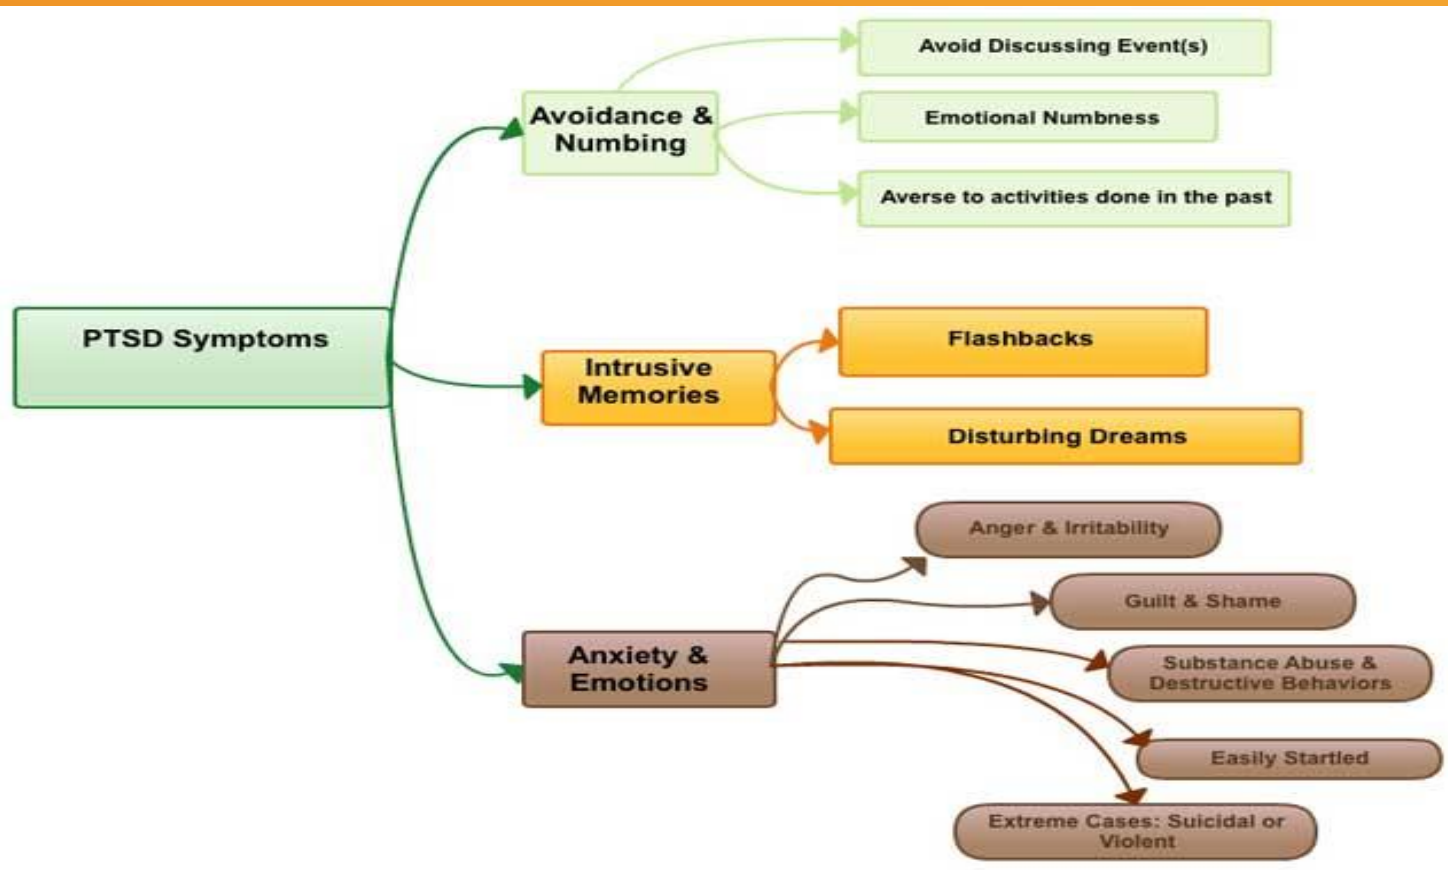 PTSD Symptoms
Avoidance &
Numbing
Avoid Discussing Event(s)
Emotional Numbness
Averse to activities done in the past
Intrusive
Memories
Flashbacks
Disturbing Dreams
Anxiety &
Emotions
Anger & Irritability
Guilt & Shame
Substance Abuse &
Destructive Behaviors
Easily Startled
Extreme Cases: Suicidal or
Violent